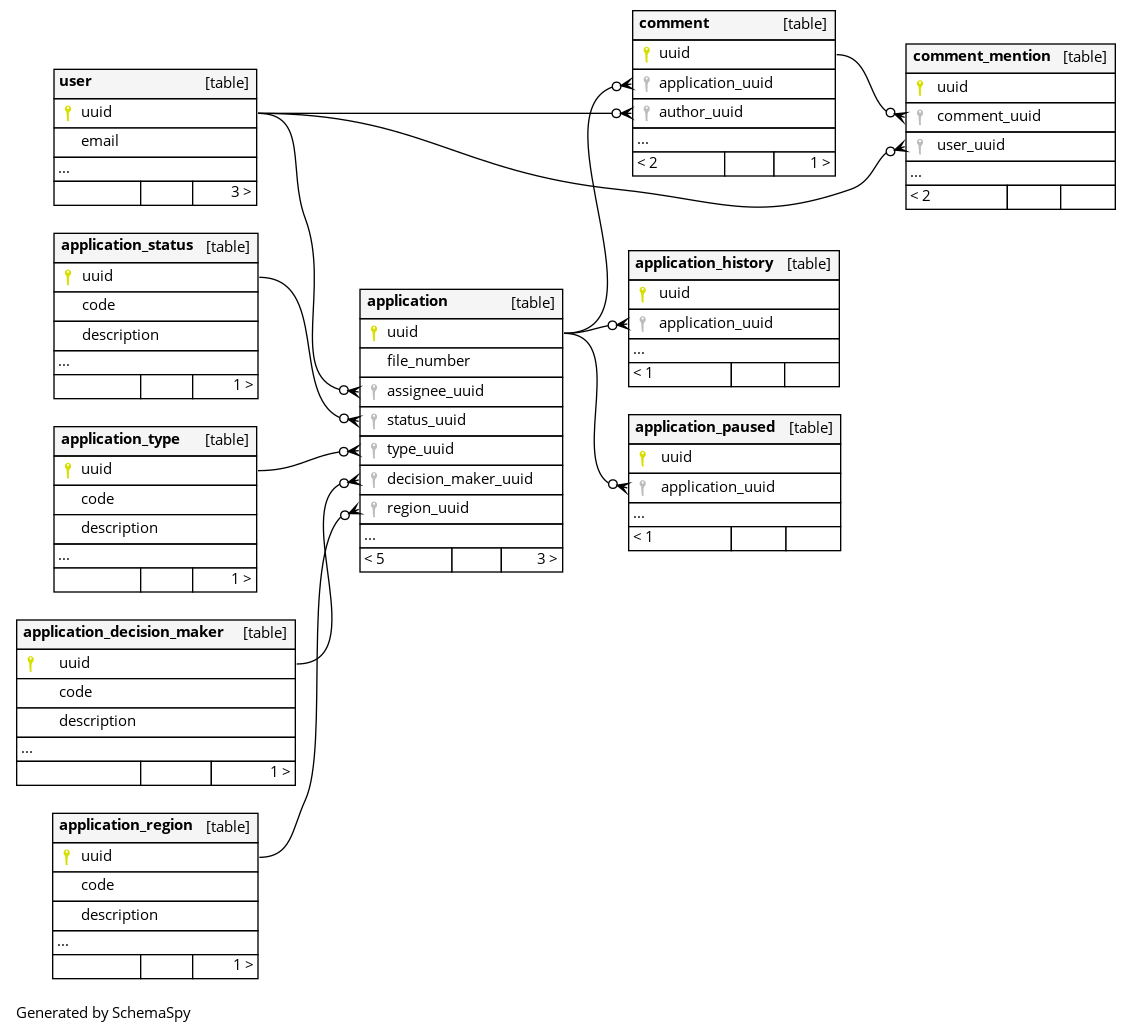 user [table]
uuid
email
...
3 >
application_status [table]
uuid
code
description
...
1 >
application_type [table]
uuid
code
description
...
1 >
application_decision_maker [table]
uuid
code
description
...
1 >
application_region [table]
uuid
code
description
...
1 >
application [table]
uuid
file_number
assignee_uuid
status_uuid
type_uuid
decision_maker_uuid
region_uuid
...
< 5 3 >
comment [table]
uuid
application_uuid
author_uuid
...
< 2 1 >
application_history [table]
uuid
application_uuid
...
< 1
application_paused [table]
uuid
application_uuid
...
< 1
comment_mention [table]
uuid
comment_uuid
user_uuid
...
< 2
Generated by SchemaSpy